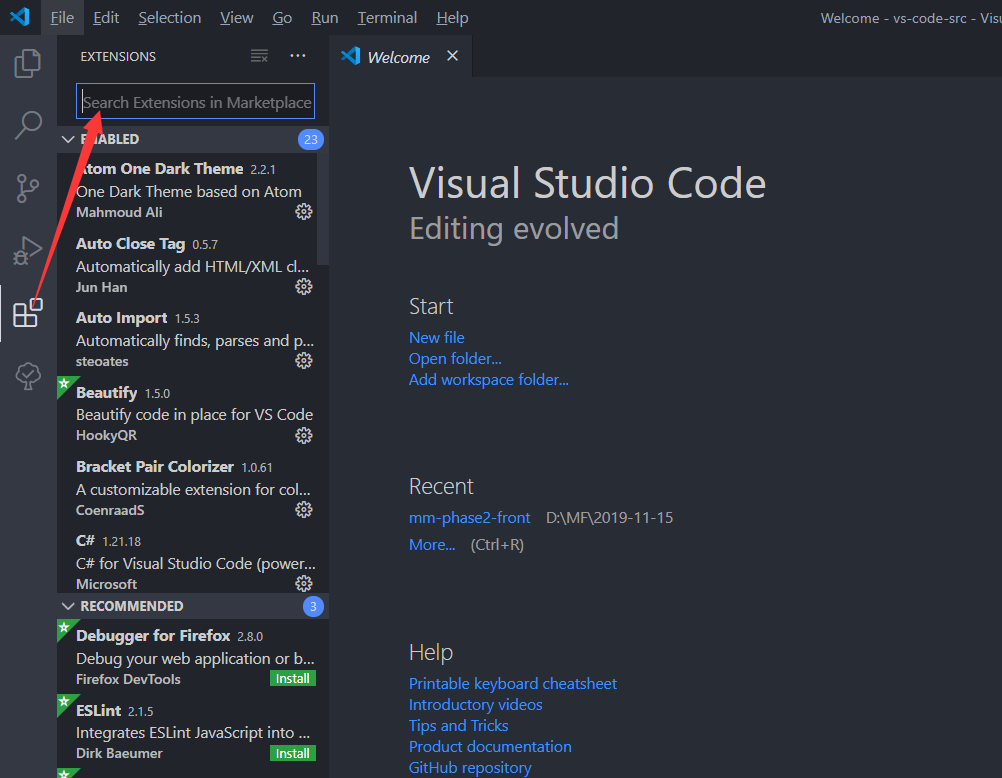 File Edit Selection View Go Run Terminal Help Welcome - vs-code-src - Visu
EXTENSIONS
Welcome
Search Extensions in Marketplace
ENABLED 23
Atom One Dark Theme 2.2.1
One Dark Theme based on Atom
Mahmoud Ali
Auto Close Tag 0.5.7
Automatically add HTML/XML cl...
Jun Han
Auto Import 1.5.3
Automatically finds, parses and p...
steoates
Beautify 1.5.0
Beautify code in place for VS Code
HookyQR
Bracket Pair Colorizer 1.0.61
A customizable extension for col...
CoenraadS
C# 1.21.18
C# for Visual Studio Code (power...
Microsoft
RECOMMENDED 3
Debugger for Firefox 2.8.0
Debug your web application or b...
Firefox DevTools Install
ESLint 2.1.5
Integrates ESLint JavaScript into ...
Dirk Baeumer Install
Visual Studio Code
Editing evolved
Start
New file
Open folder...
Add workspace folder...
Recent
mm-phase2-front D:\MF\2019-11-15
More... (Ctrl+R)
Help
Printable keyboard cheatsheet
Introductory videos
Tips and Tricks
Product documentation
GitHub repository